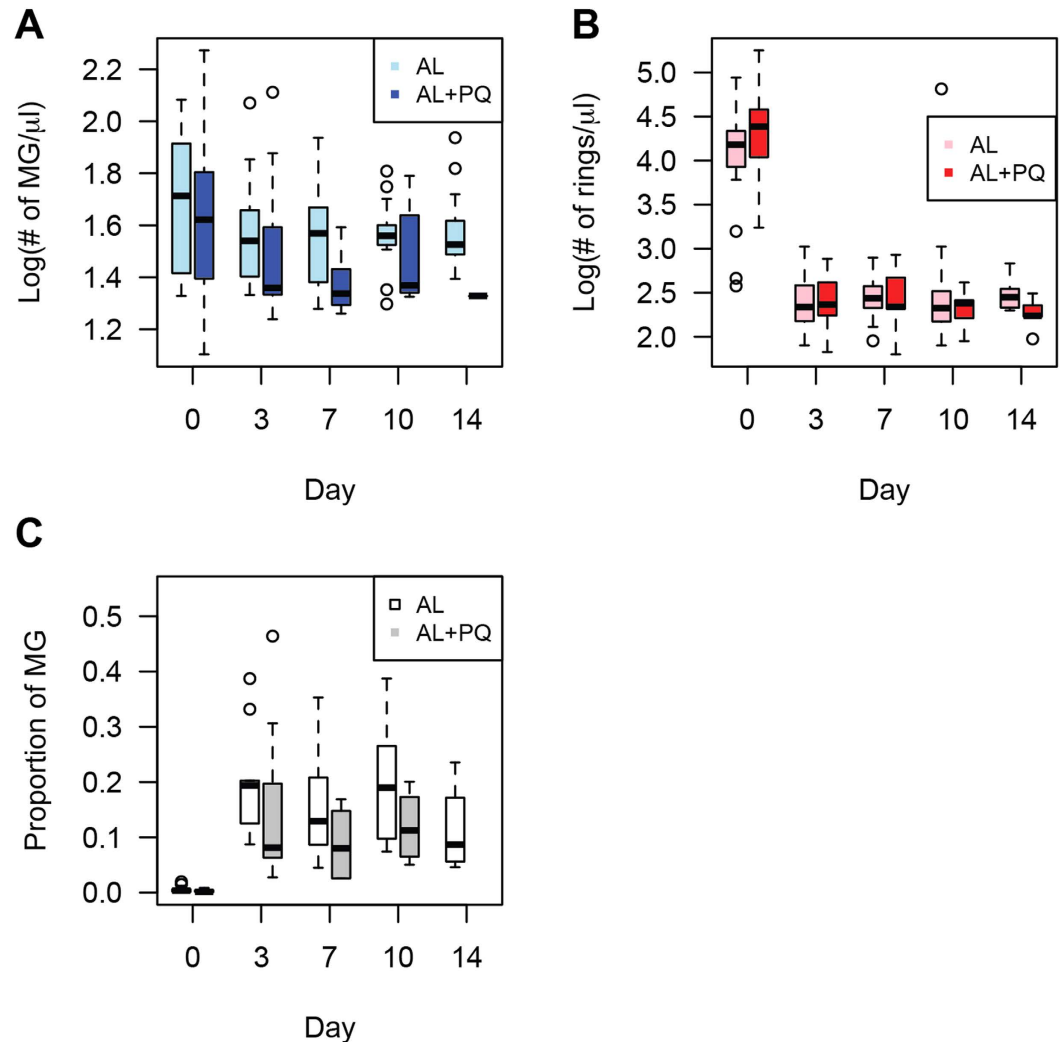 A
Log(# of MG/μl)
2.2
2.0
1.8
1.6
1.4
1.2
AL
AL+PQ
0 3 7 10 14
Day
B
Log(# of rings/μl)
5.0
4.5
4.0
3.5
3.0
2.5
2.0
AL
AL+PQ
0 3 7 10 14
Day
C
Proportion of MG
0.5
0.4
0.3
0.2
0.1
0.0
AL
AL+PQ
0 3 7 10 14
Day